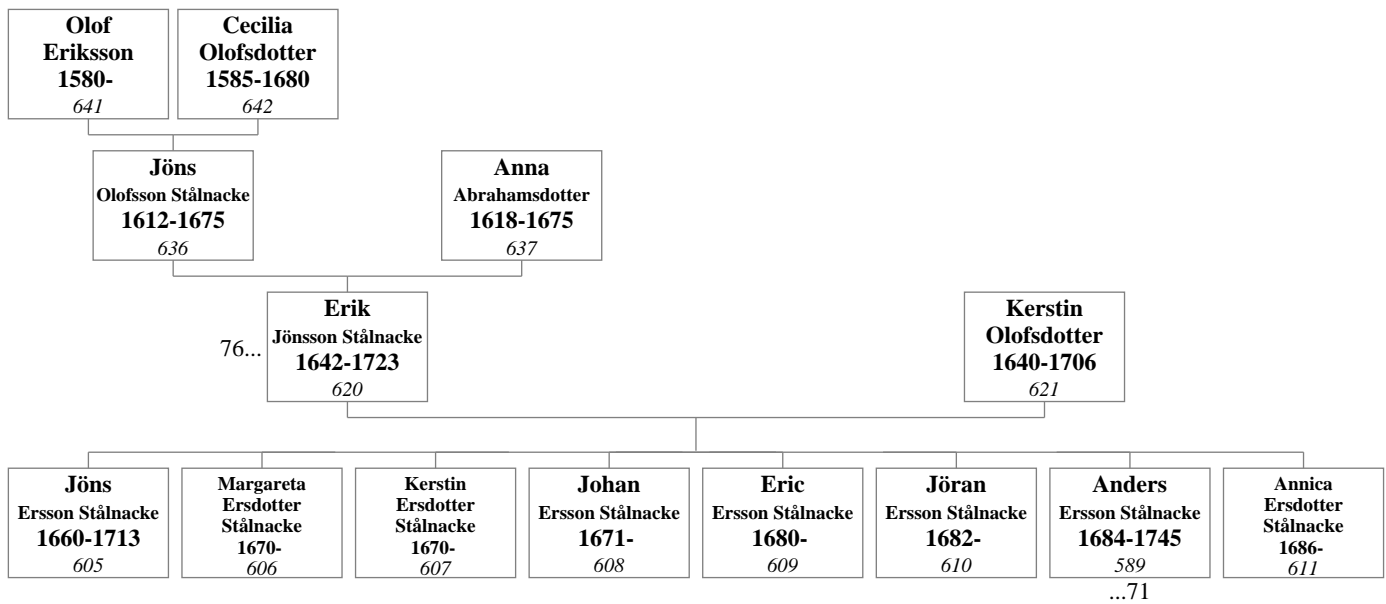 Olof
Eriksson
1580-
641
Cecilia
Olofsdotter
1585-1680
642
Jöns
Olofsson Stålnacke
1612-1675
636
Anna
Abrahamsdotter
1618-1675
637
76...
Erik
Jönsson Stålnacke
1642-1723
620
Kerstin
Olofsdotter
1640-1706
621
Jöns
Ersson Stålnacke
1660-1713
605
Margareta
Ersdotter
Stålnacke
1670-
606
Kerstin
Ersdotter
Stålnacke
1670-
607
Johan
Ersson Stålnacke
1671-
608
Eric
Ersson Stålnacke
1680-
609
Jöran
Ersson Stålnacke
1682-
610
Anders
Ersson Stålnacke
1684-1745
589
...71
Annica
Ersdotter
Stålnacke
1686-
611